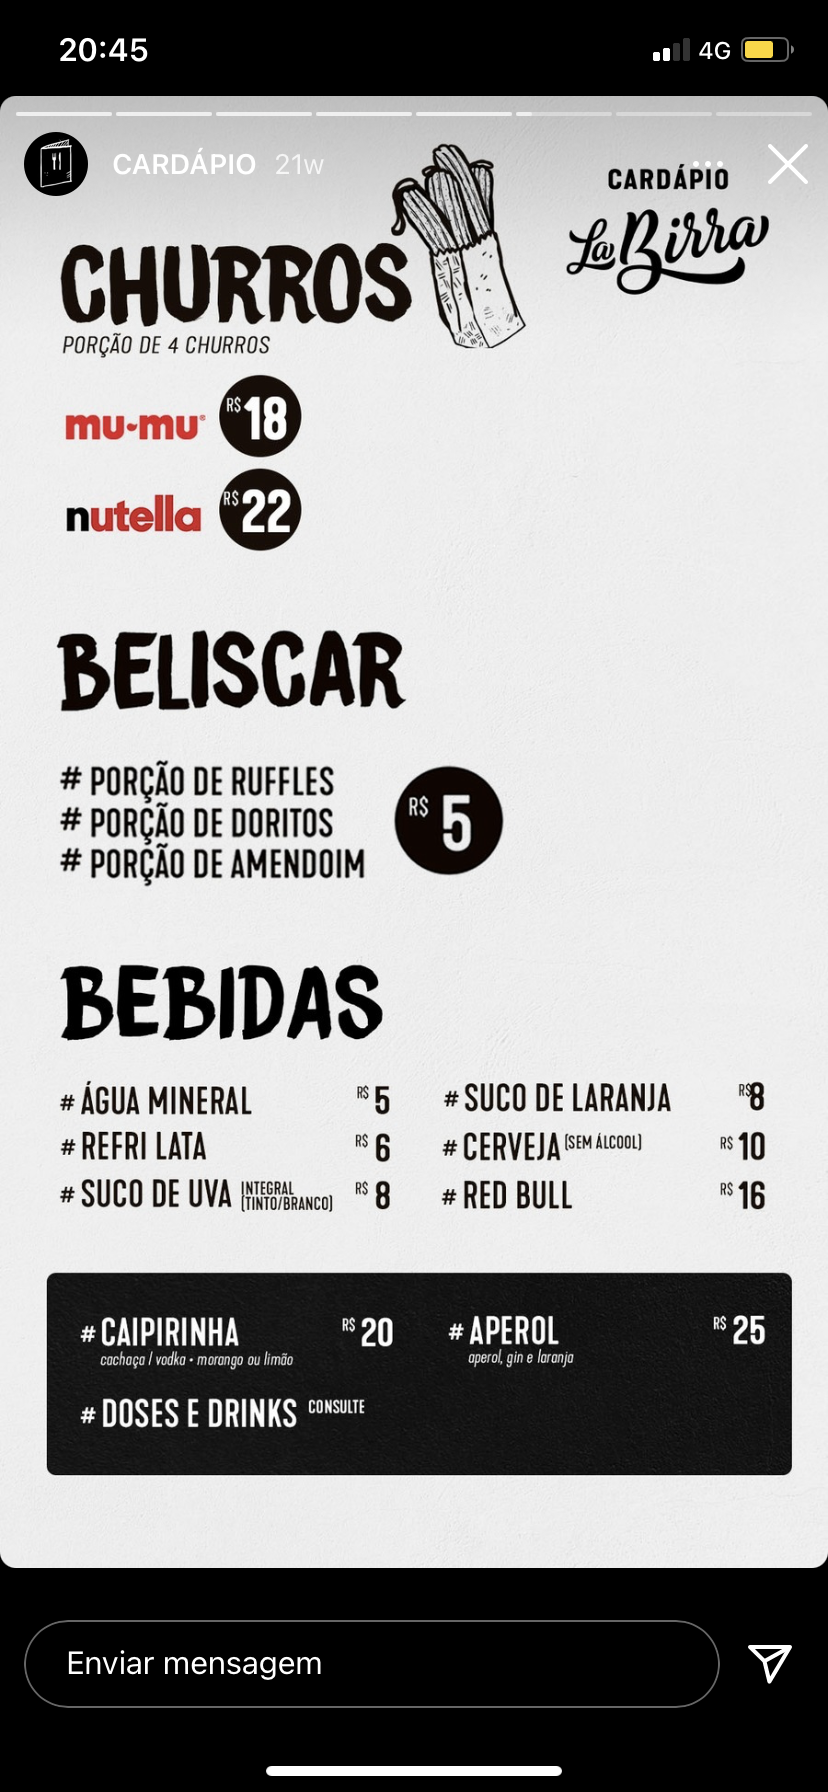 20:45
4G
CARDÁPIO 21w
CARDÁPIO
La Birra
CHURROS
PORÇÃO DE 4 CHURROS
mu-mu® R$ 18
nutella R$ 22
BELISCAR
# PORÇÃO DE RUFFLES
# PORÇÃO DE DORITOS
# PORÇÃO DE AMENDOIM
R$ 5
BEBIDAS
# ÁGUA MINERAL R$ 5
# REFRI LATA R$ 6
# SUCO DE UVA INTEGRAL (TINTO/BRANCO) R$ 8
# SUCO DE LARANJA R$ 8
# CERVEJA (SEM ÁLCOOL) R$ 10
# RED BULL R$ 16
# CAIPIRINHA R$ 20
cachaça / vodka • morango ou limão
# APEROL R$ 25
aperol, gin e laranja
# DOSES E DRINKS CONSULTE
Enviar mensagem